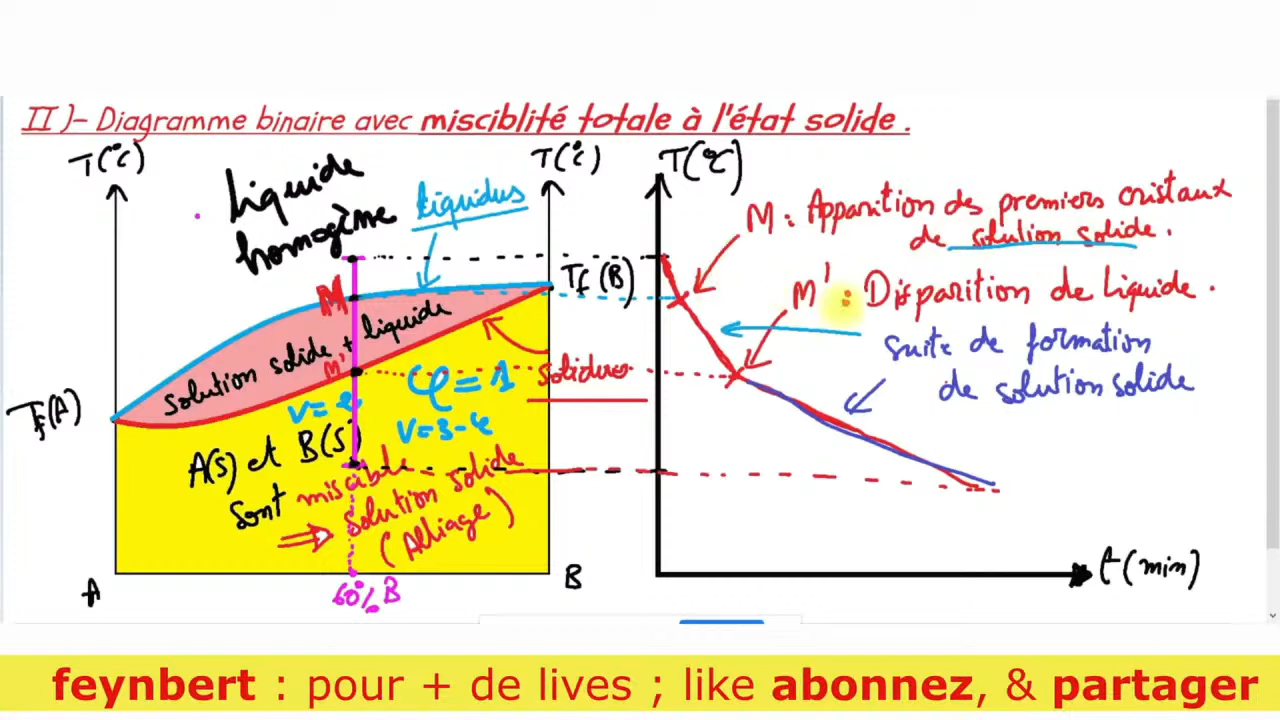 II)- Diagramme binaire avec misciblité totale à l'état solide.
T(°C)
T(°C)
T(°C)
Liquide
homogène
liquidus
M : Apparition des premiers cristaux
de solution solide.
Tf(B)
M
M' : Disparition de liquide.
solution solide + liquide
M'
suite de formation
de solution solide
Tf(A)
φ=1
solidus
V=3-φ
A(S) et B(S)
sont miscible
⇒ solution solide
(Alliage)
A
60% B
B
t(min)
feynbert : pour + de lives ; like abonnez, & partager